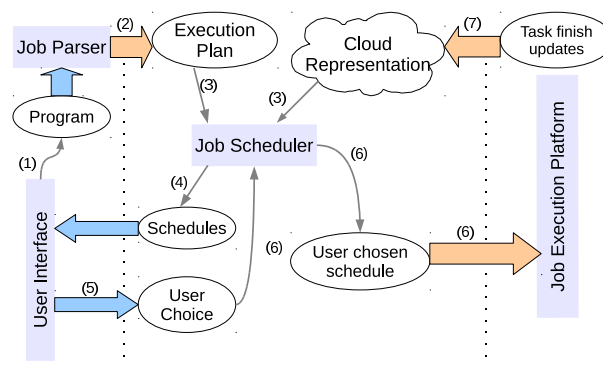 (2)
(7)
Job Parser
Execution
Plan
Cloud
Representation
Task finish
updates
(3)
(3)
Program
Job Scheduler
(1)
(6)
(4)
Schedules
(6)
User chosen
schedule
(6)
(5)
User
Choice
User Interface
Job Execution Platform